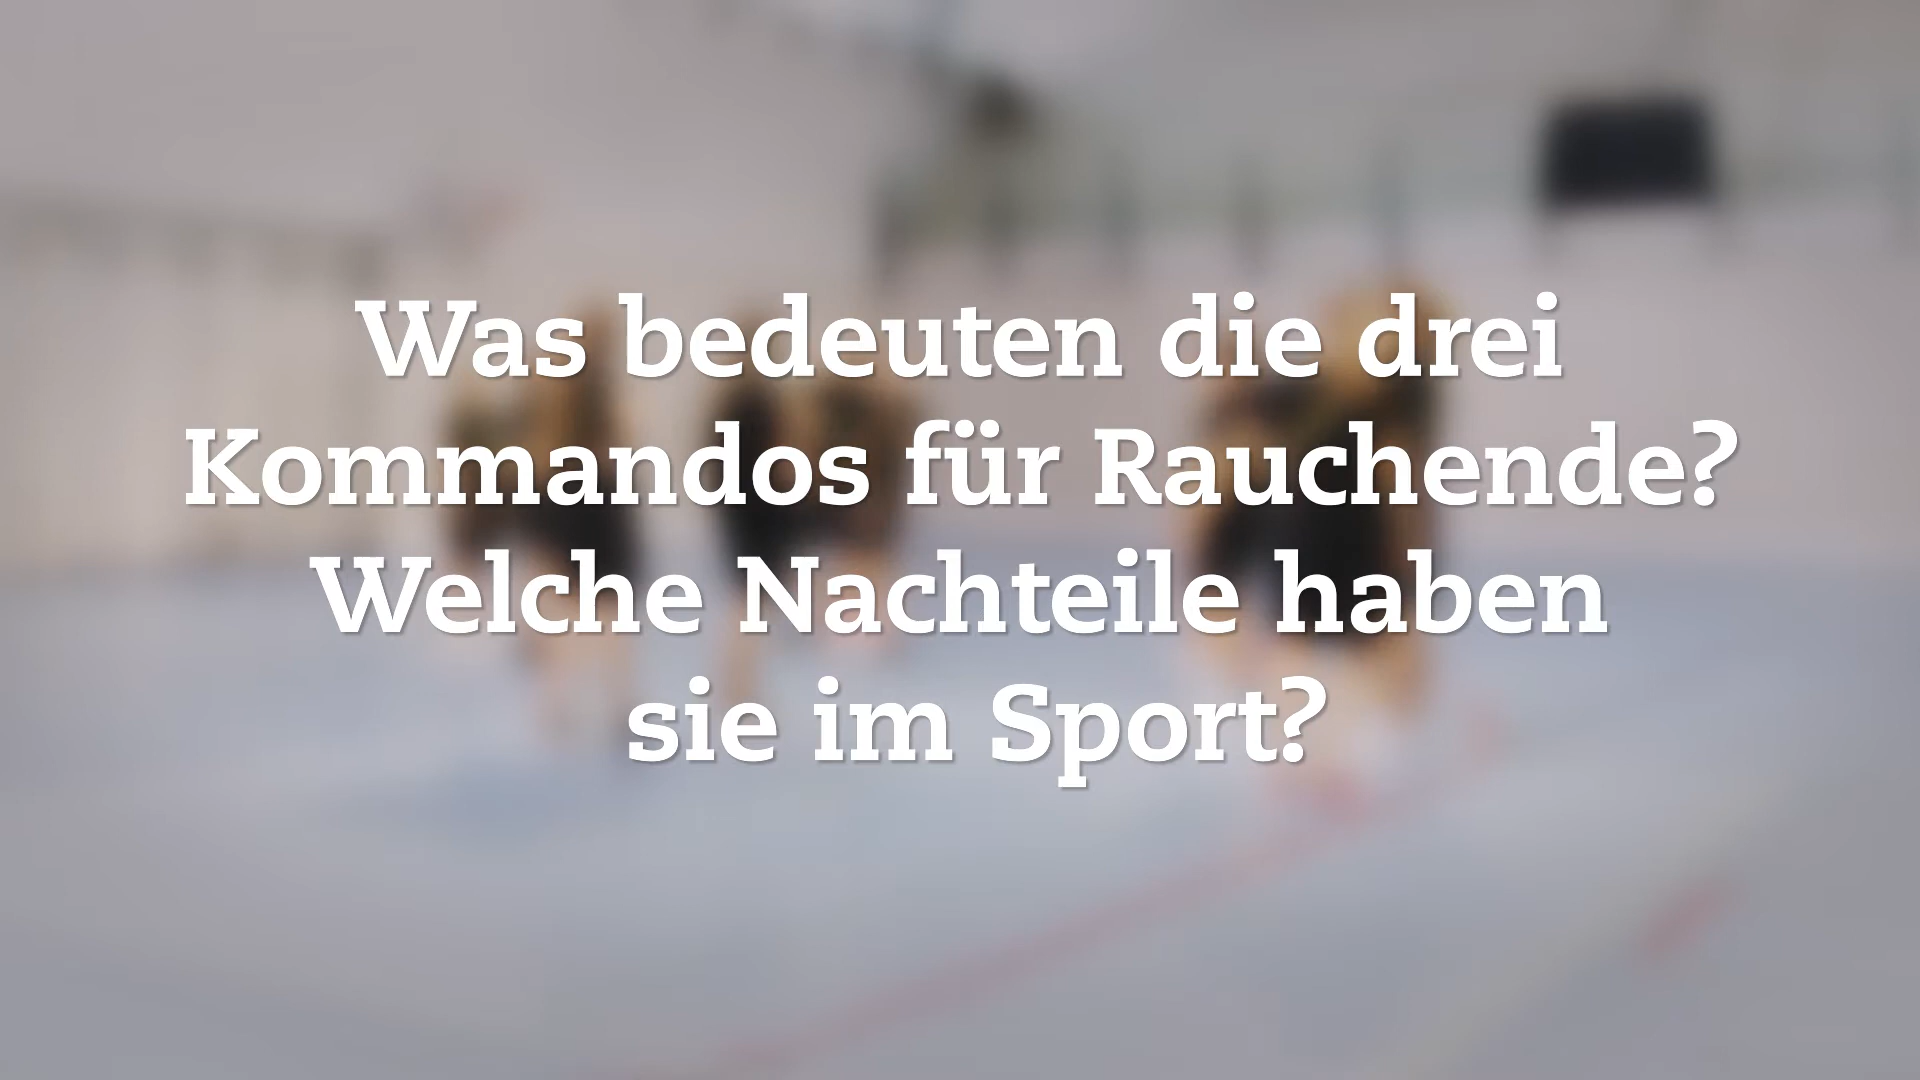 Was bedeuten die drei
Kommandos für Rauchende?
Welche Nachteile haben
sie im Sport?